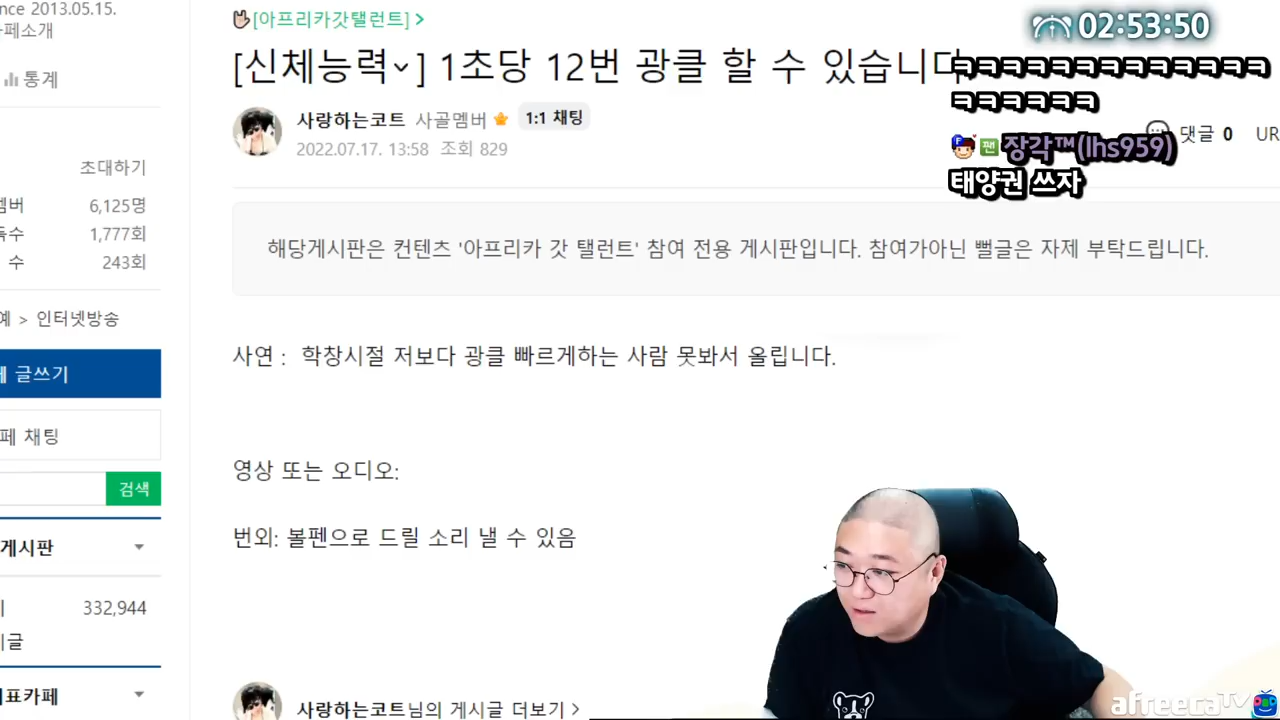 nce 2013.05.15.
카페소개
통계
초대하기
멤버 6,125명
수 1,777회
수 243회
> 인터넷방송
글쓰기
채팅
검색
게시판
332,944
글
표카페
[아프리카갓탤런트] >
[신체능력] 1초당 12번 광클 할 수 있습니다
사랑하는코트 사골멤버 1:1 채팅
2022.07.17. 13:58 조회 829
댓글 0 UR
해당게시판은 컨텐츠 '아프리카 갓 탤런트' 참여 전용 게시판입니다. 참여가아닌 뻘글은 자제 부탁드립니다.
사연 : 학창시절 저보다 광클 빠르게하는 사람 못봐서 올립니다.
영상 또는 오디오:
번외: 볼펜으로 드릴 소리 낼 수 있음
사랑하는코트님의 게시글 더보기 >
02:53:50
ㅋㅋㅋㅋㅋㅋㅋㅋㅋㅋㅋㅋㅋ
ㅋㅋㅋㅋㅋㅋ
팬 장각™(lhs959)
태양권 쓰자
afreecaTV